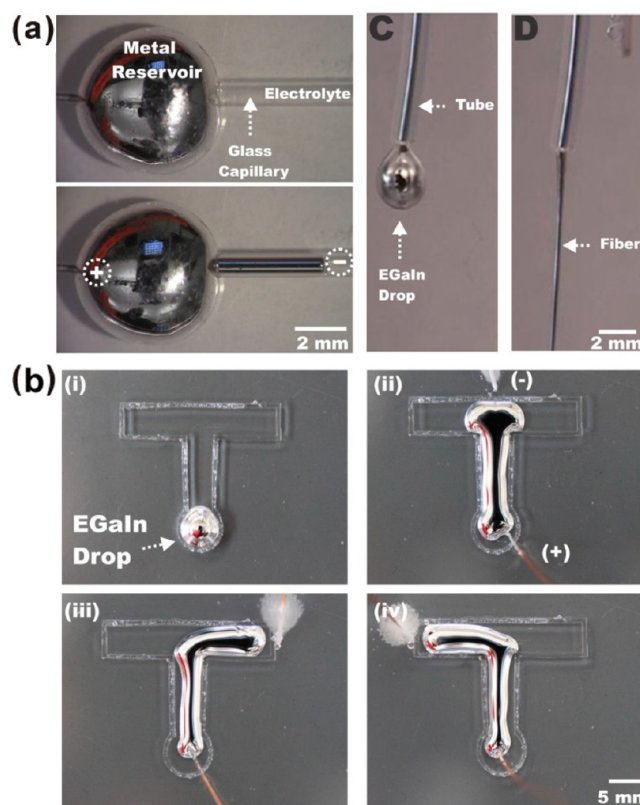 (a)
Metal
Reservoir
Electrolyte
Glass
Capillary
+
-
2 mm
C
Tube
EGaIn
Drop
D
Fiber
2 mm
(b)
(i)
EGaIn
Drop
(ii)
(-)
(+)
(iii)
(iv)
5 mm